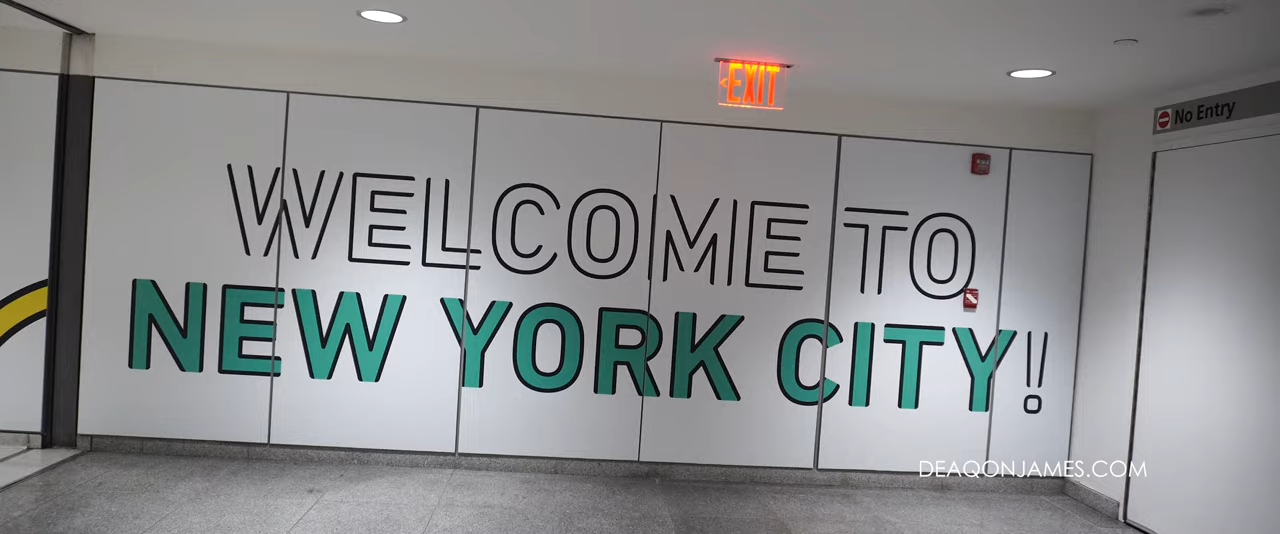 EXIT
No Entry
WELCOME TO
NEW YORK CITY!
DEAQONJAMES.COM